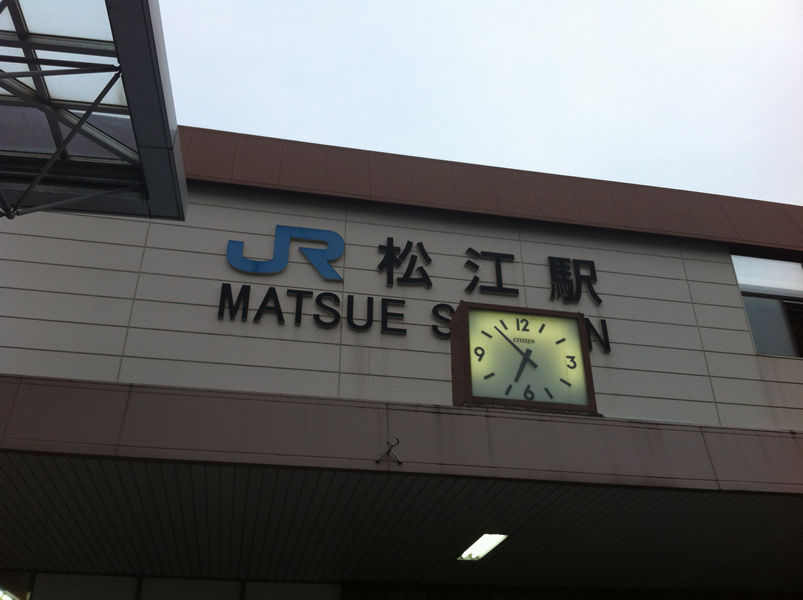 JR 松江駅
MATSUE S N
12
CITIZEN
9 3
6